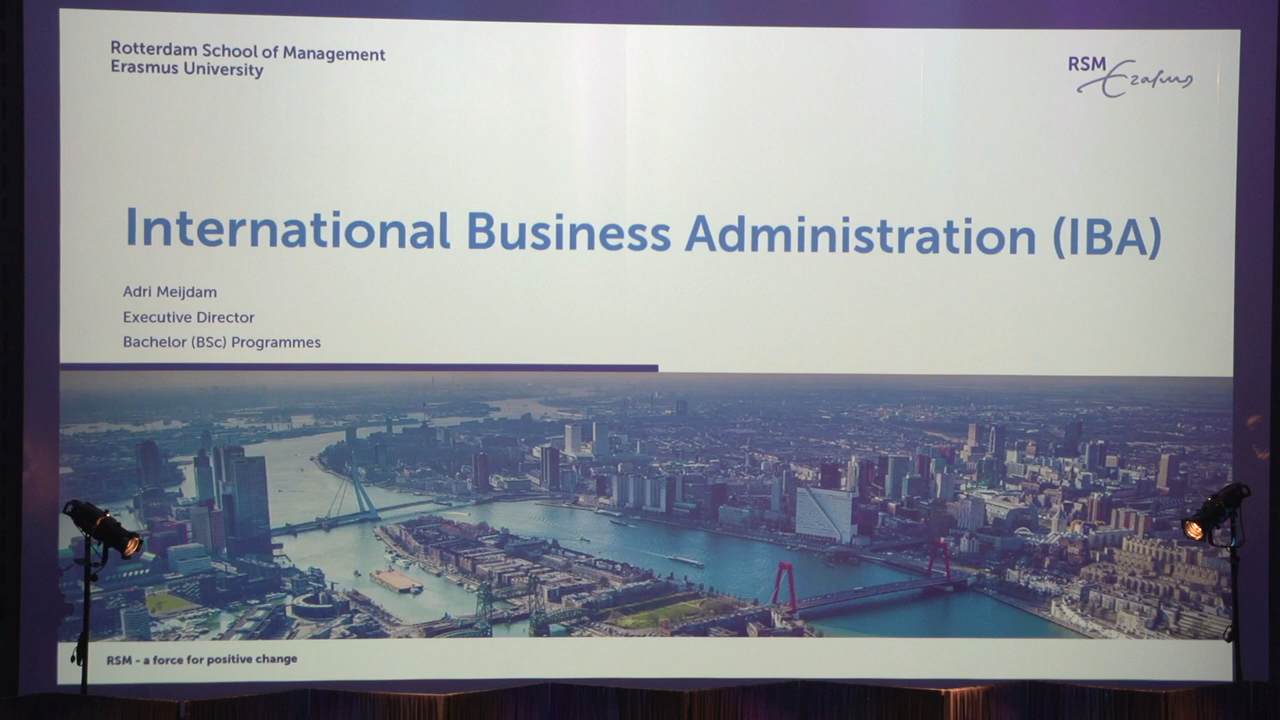 Rotterdam School of Management
Erasmus University
RSM
Erasmus
International Business Administration (IBA)
Adri Meijdam
Executive Director
Bachelor (BSc) Programmes
RSM - a force for positive change